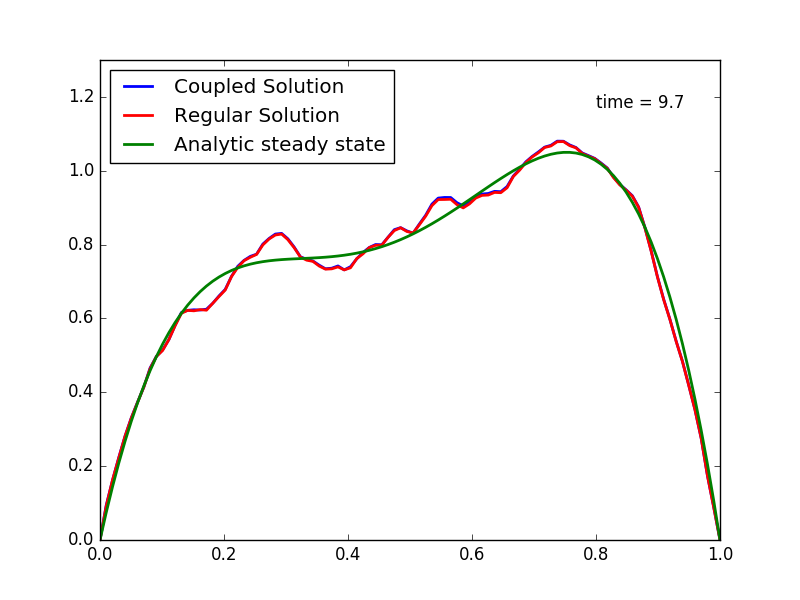 Coupled Solution
Regular Solution
Analytic steady state
time = 9.7
1.2
1.0
0.8
0.6
0.4
0.2
0.0
0.0 0.2 0.4 0.6 0.8 1.0